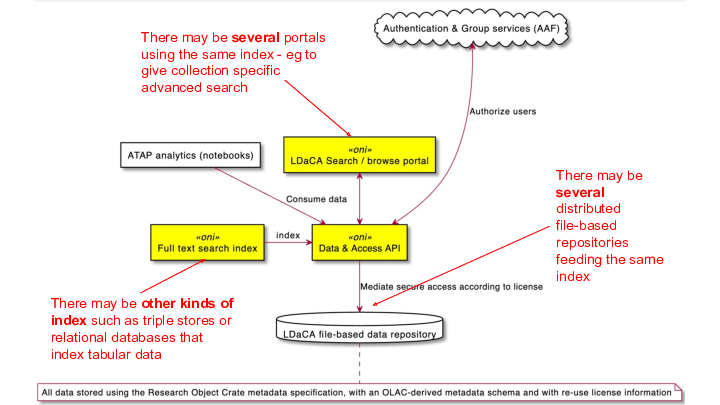 There may be several portals
using the same index - eg to
give collection specific
advanced search
Authentication & Group services (AAF)
Authorize users
ATAP analytics (notebooks)
«oni»
LDaCA Search / browse portal
Consume data
There may be
several
distributed
file-based
repositories
feeding the same
index
«oni»
Full text search index
index
«oni»
Data & Access API
Mediate secure access according to license
There may be other kinds of
index such as triple stores or
relational databases that
index tabular data
LDaCA file-based data repository
All data stored using the Research Object Crate metadata specification, with an OLAC-derived metadata schema and with re-use license information